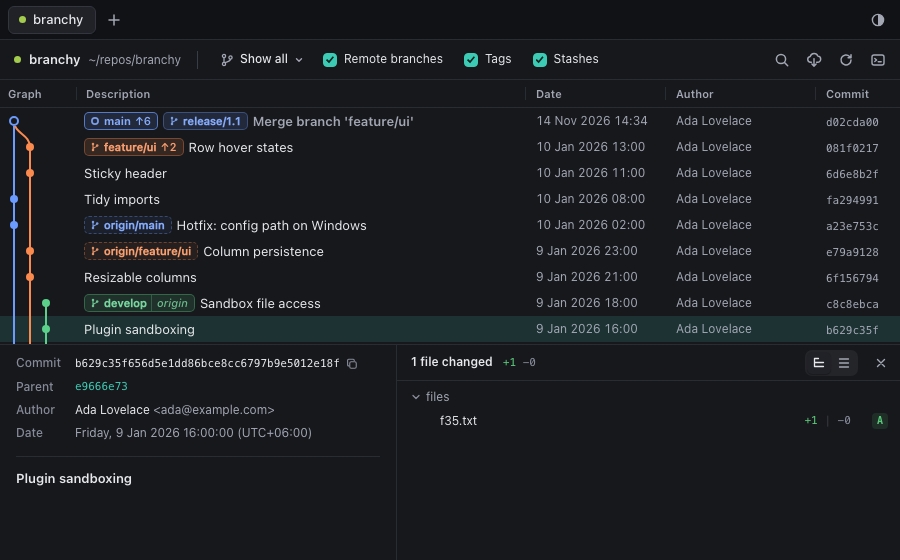 branchy
branchy ~/repos/branchy Show all Remote branches Tags Stashes
Graph Description Date Author Commit
main ↑6 release/1.1 Merge branch 'feature/ui' 14 Nov 2026 14:34 Ada Lovelace d02cda00
feature/ui ↑2 Row hover states 10 Jan 2026 13:00 Ada Lovelace 081f0217
Sticky header 10 Jan 2026 11:00 Ada Lovelace 6d6e8b2f
Tidy imports 10 Jan 2026 08:00 Ada Lovelace fa294991
origin/main Hotfix: config path on Windows 10 Jan 2026 02:00 Ada Lovelace a23e753c
origin/feature/ui Column persistence 9 Jan 2026 23:00 Ada Lovelace e79a9128
Resizable columns 9 Jan 2026 21:00 Ada Lovelace 6f156794
develop origin Sandbox file access 9 Jan 2026 18:00 Ada Lovelace c8c8ebca
Plugin sandboxing 9 Jan 2026 16:00 Ada Lovelace b629c35f
Commit b629c35f656d5e1dd86bce8cc6797b9e5012e18f
Parent e9666e73
Author Ada Lovelace <ada@example.com>
Date Friday, 9 Jan 2026 16:00:00 (UTC+06:00)
Plugin sandboxing
1 file changed +1 −0
files
f35.txt +1 −0 A